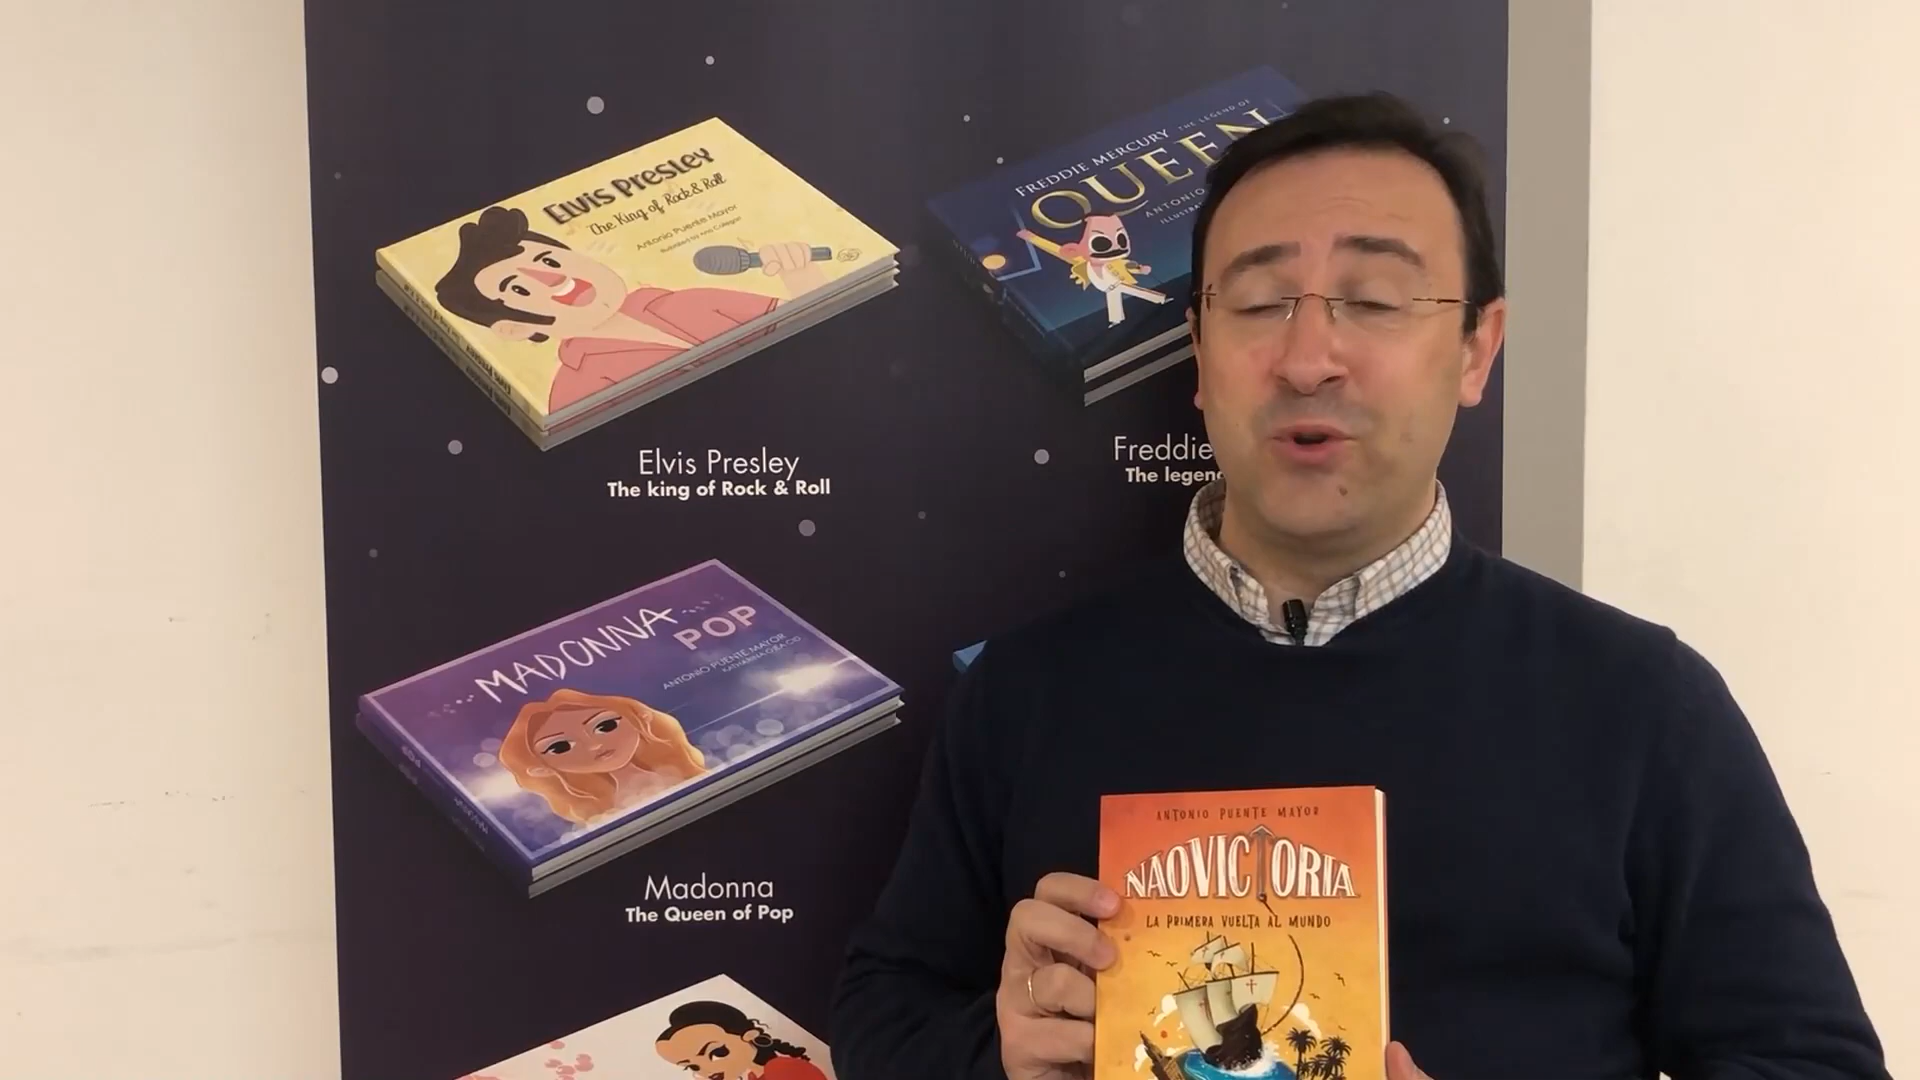 Elvis Presley
The King of Rock & Roll
Antonio Puente Mayor
Elvis Presley
The king of Rock & Roll
FREDDIE MERCURY THE LEGEND OF
QUEEN
ANTONIO
Freddie
The legen
MADONNA
POP
ANTONIO PUENTE MAYOR
Madonna
The Queen of Pop
ANTONIO PUENTE MAYOR
NAOVICTORIA
LA PRIMERA VUELTA AL MUNDO